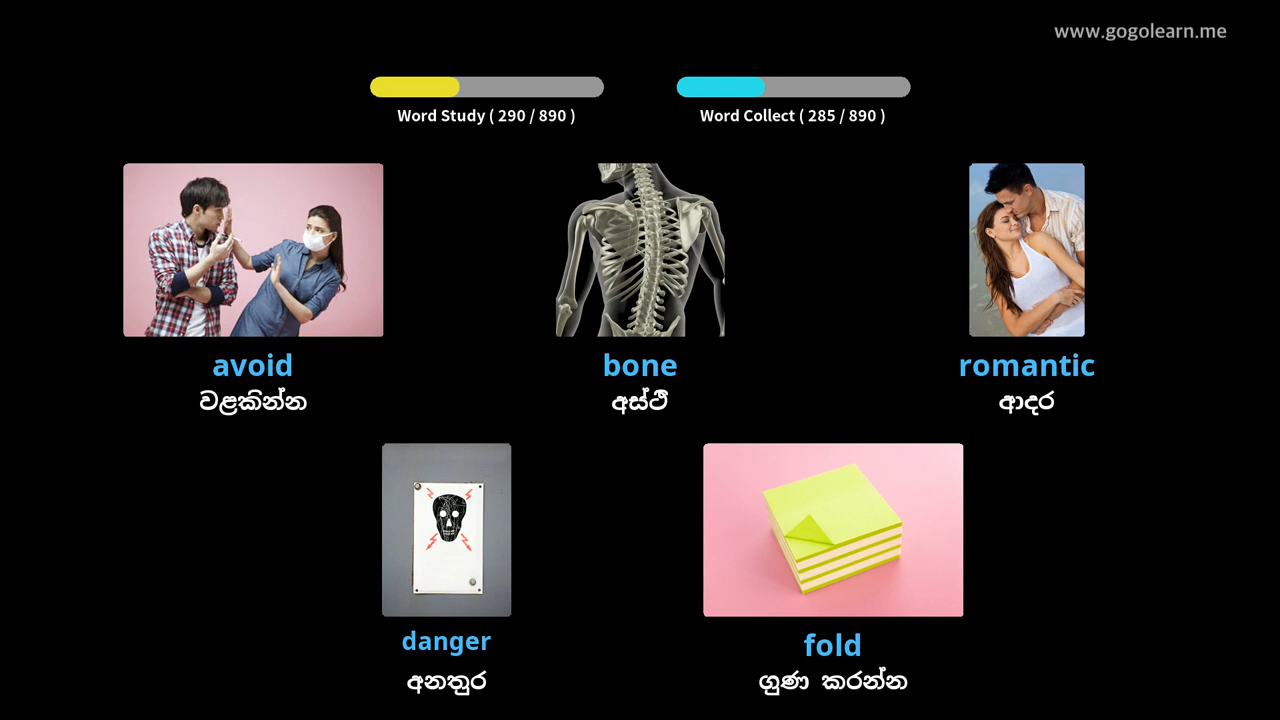 www.gogolearn.me
Word Study ( 290 / 890 )
Word Collect ( 285 / 890 )
avoid
වළකින්න
bone
අස්ථි
romantic
ආදර
danger
අනතුර
fold
ගුණ කරන්න